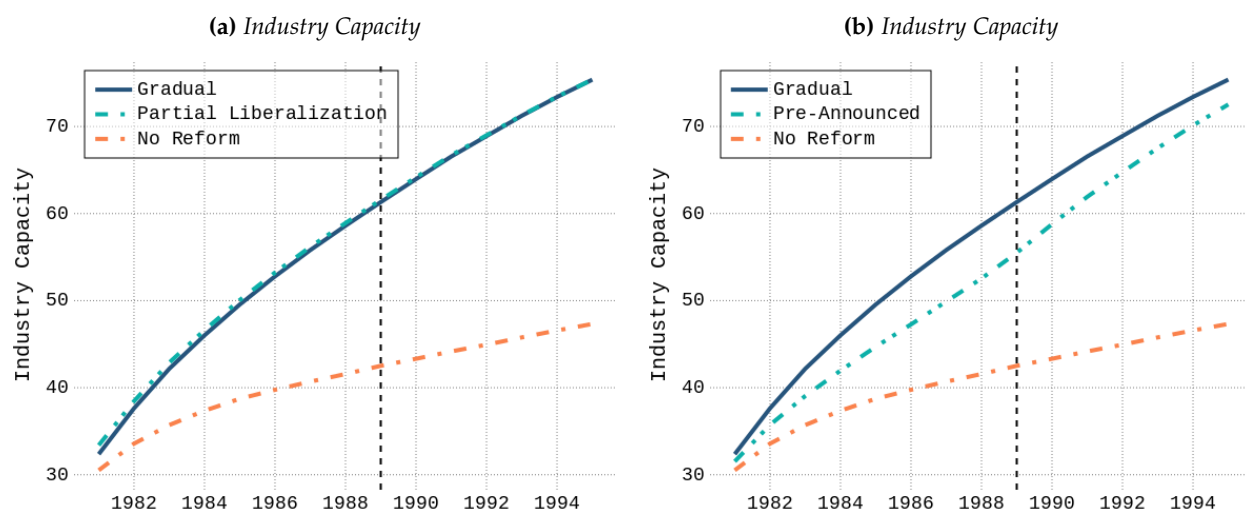 (a) Industry Capacity
Gradual
Partial Liberalization
No Reform
70
60
50
40
30
Industry Capacity
1982 1984 1986 1988 1990 1992 1994
(b) Industry Capacity
Gradual
Pre-Announced
No Reform
70
60
50
40
30
Industry Capacity
1982 1984 1986 1988 1990 1992 1994